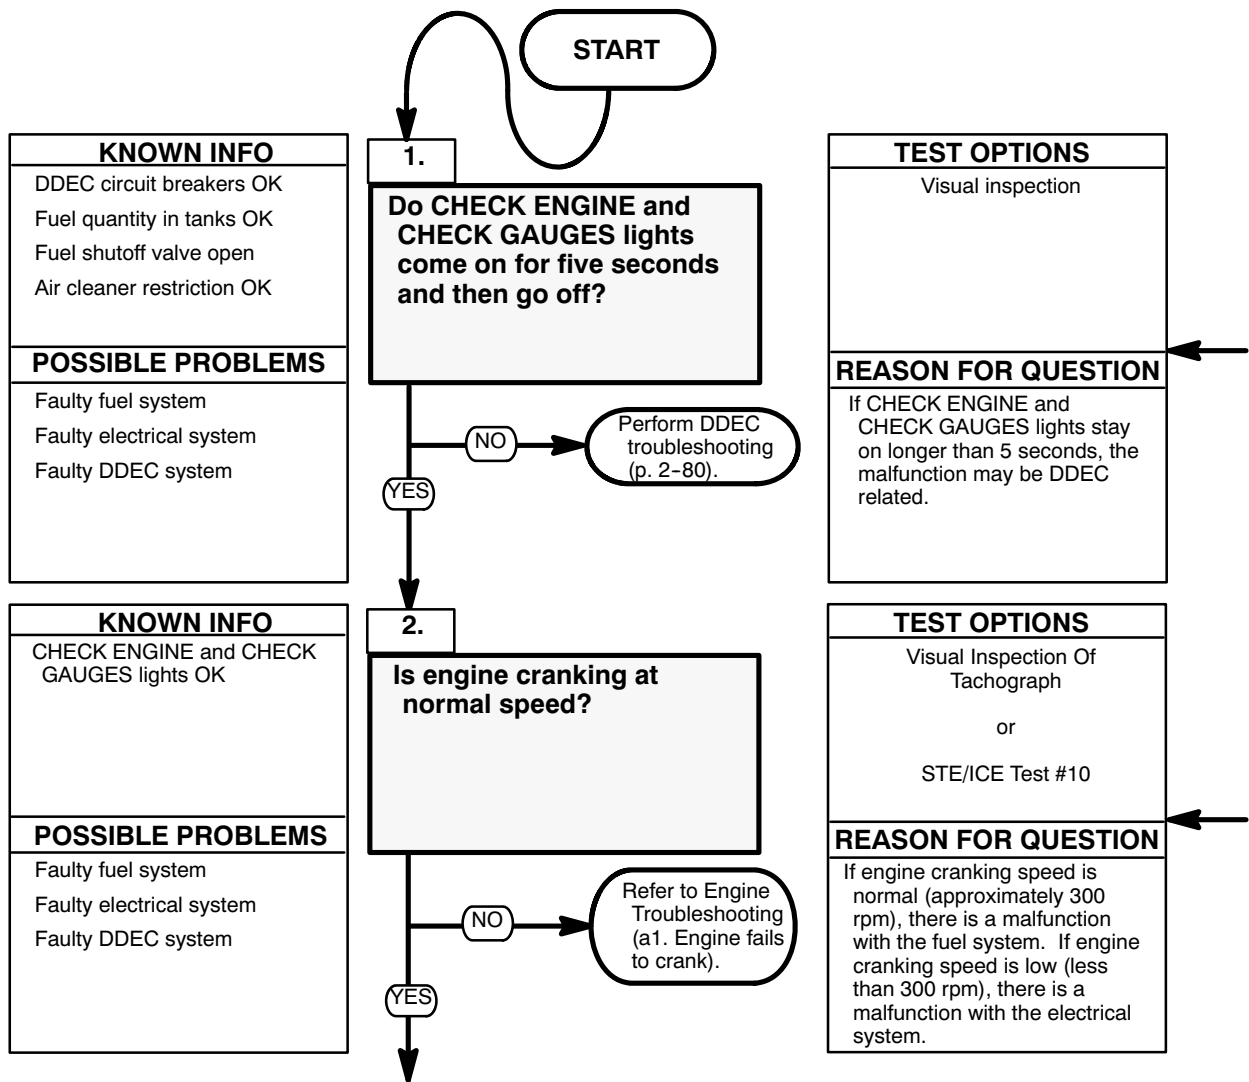 START
KNOWN INFO
DDEC circuit breakers OK
Fuel quantity in tanks OK
Fuel shutoff valve open
Air cleaner restriction OK
POSSIBLE PROBLEMS
Faulty fuel system
Faulty electrical system
Faulty DDEC system
1.
Do CHECK ENGINE and
CHECK GAUGES lights
come on for five seconds
and then go off?
NO
Perform DDEC
troubleshooting
(p. 2-80).
YES
TEST OPTIONS
Visual inspection
REASON FOR QUESTION
If CHECK ENGINE and
CHECK GAUGES lights stay
on longer than 5 seconds, the
malfunction may be DDEC
related.
KNOWN INFO
CHECK ENGINE and CHECK
GAUGES lights OK
POSSIBLE PROBLEMS
Faulty fuel system
Faulty electrical system
Faulty DDEC system
2.
Is engine cranking at
normal speed?
NO
Refer to Engine
Troubleshooting
(a1. Engine fails
to crank).
YES
TEST OPTIONS
Visual Inspection Of
Tachograph
or
STE/ICE Test #10
REASON FOR QUESTION
If engine cranking speed is
normal (approximately 300
rpm), there is a malfunction
with the fuel system. If engine
cranking speed is low (less
than 300 rpm), there is a
malfunction with the electrical
system.